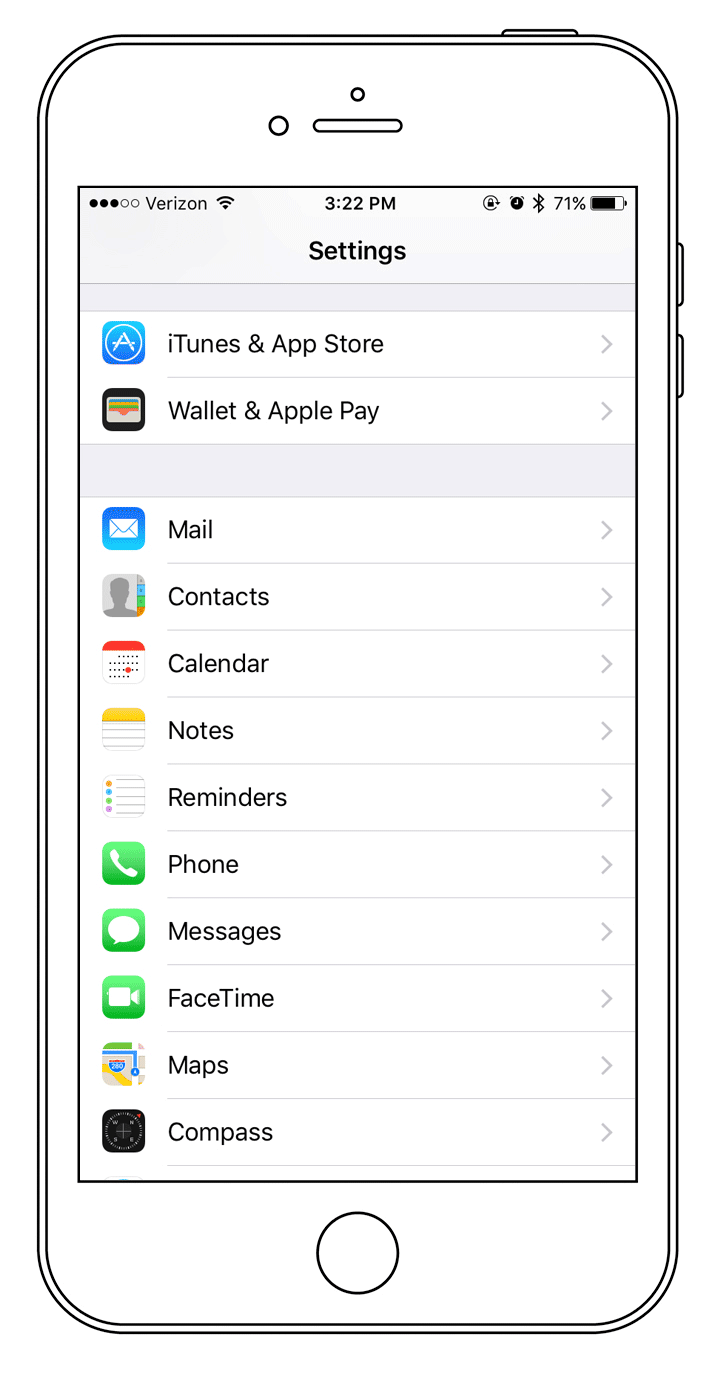 Verizon 3:22 PM 71%
Settings
iTunes & App Store
Wallet & Apple Pay
Mail
Contacts
Calendar
Notes
Reminders
Phone
Messages
FaceTime
280
Maps
Compass